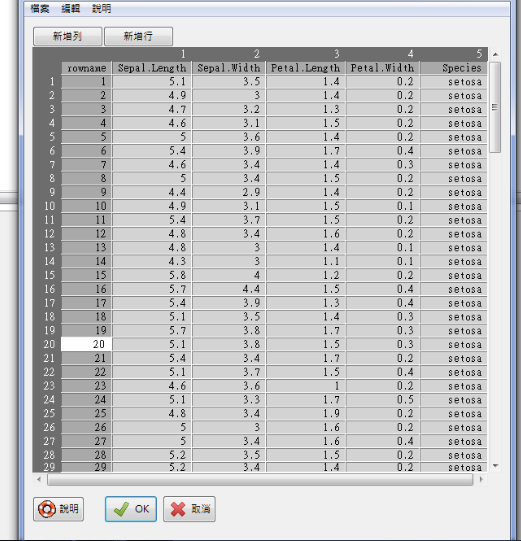 檔案 編輯 說明
新增列 新增行
1 2 3 4 5
rowname Sepal.Length Sepal.Width Petal.Length Petal.Width Species
1 1 5.1 3.5 1.4 0.2 setosa
2 2 4.9 3 1.4 0.2 setosa
3 3 4.7 3.2 1.3 0.2 setosa
4 4 4.6 3.1 1.5 0.2 setosa
5 5 5 3.6 1.4 0.2 setosa
6 6 5.4 3.9 1.7 0.4 setosa
7 7 4.6 3.4 1.4 0.3 setosa
8 8 5 3.4 1.5 0.2 setosa
9 9 4.4 2.9 1.4 0.2 setosa
10 10 4.9 3.1 1.5 0.1 setosa
11 11 5.4 3.7 1.5 0.2 setosa
12 12 4.8 3.4 1.6 0.2 setosa
13 13 4.8 3 1.4 0.1 setosa
14 14 4.3 3 1.1 0.1 setosa
15 15 5.8 4 1.2 0.2 setosa
16 16 5.7 4.4 1.5 0.4 setosa
17 17 5.4 3.9 1.3 0.4 setosa
18 18 5.1 3.5 1.4 0.3 setosa
19 19 5.7 3.8 1.7 0.3 setosa
20 20 5.1 3.8 1.5 0.3 setosa
21 21 5.4 3.4 1.7 0.2 setosa
22 22 5.1 3.7 1.5 0.4 setosa
23 23 4.6 3.6 1 0.2 setosa
24 24 5.1 3.3 1.7 0.5 setosa
25 25 4.8 3.4 1.9 0.2 setosa
26 26 5 3 1.6 0.2 setosa
27 27 5 3.4 1.6 0.4 setosa
28 28 5.2 3.5 1.5 0.2 setosa
29 29 5.2 3.4 1.4 0.2 setosa
說明 OK 取消